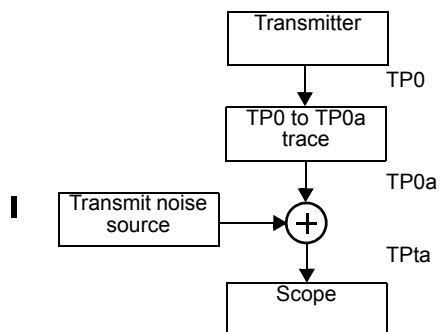 Transmitter
TP0
TP0 to TP0a
trace
TP0a
Transmit noise
source
TPta
Scope